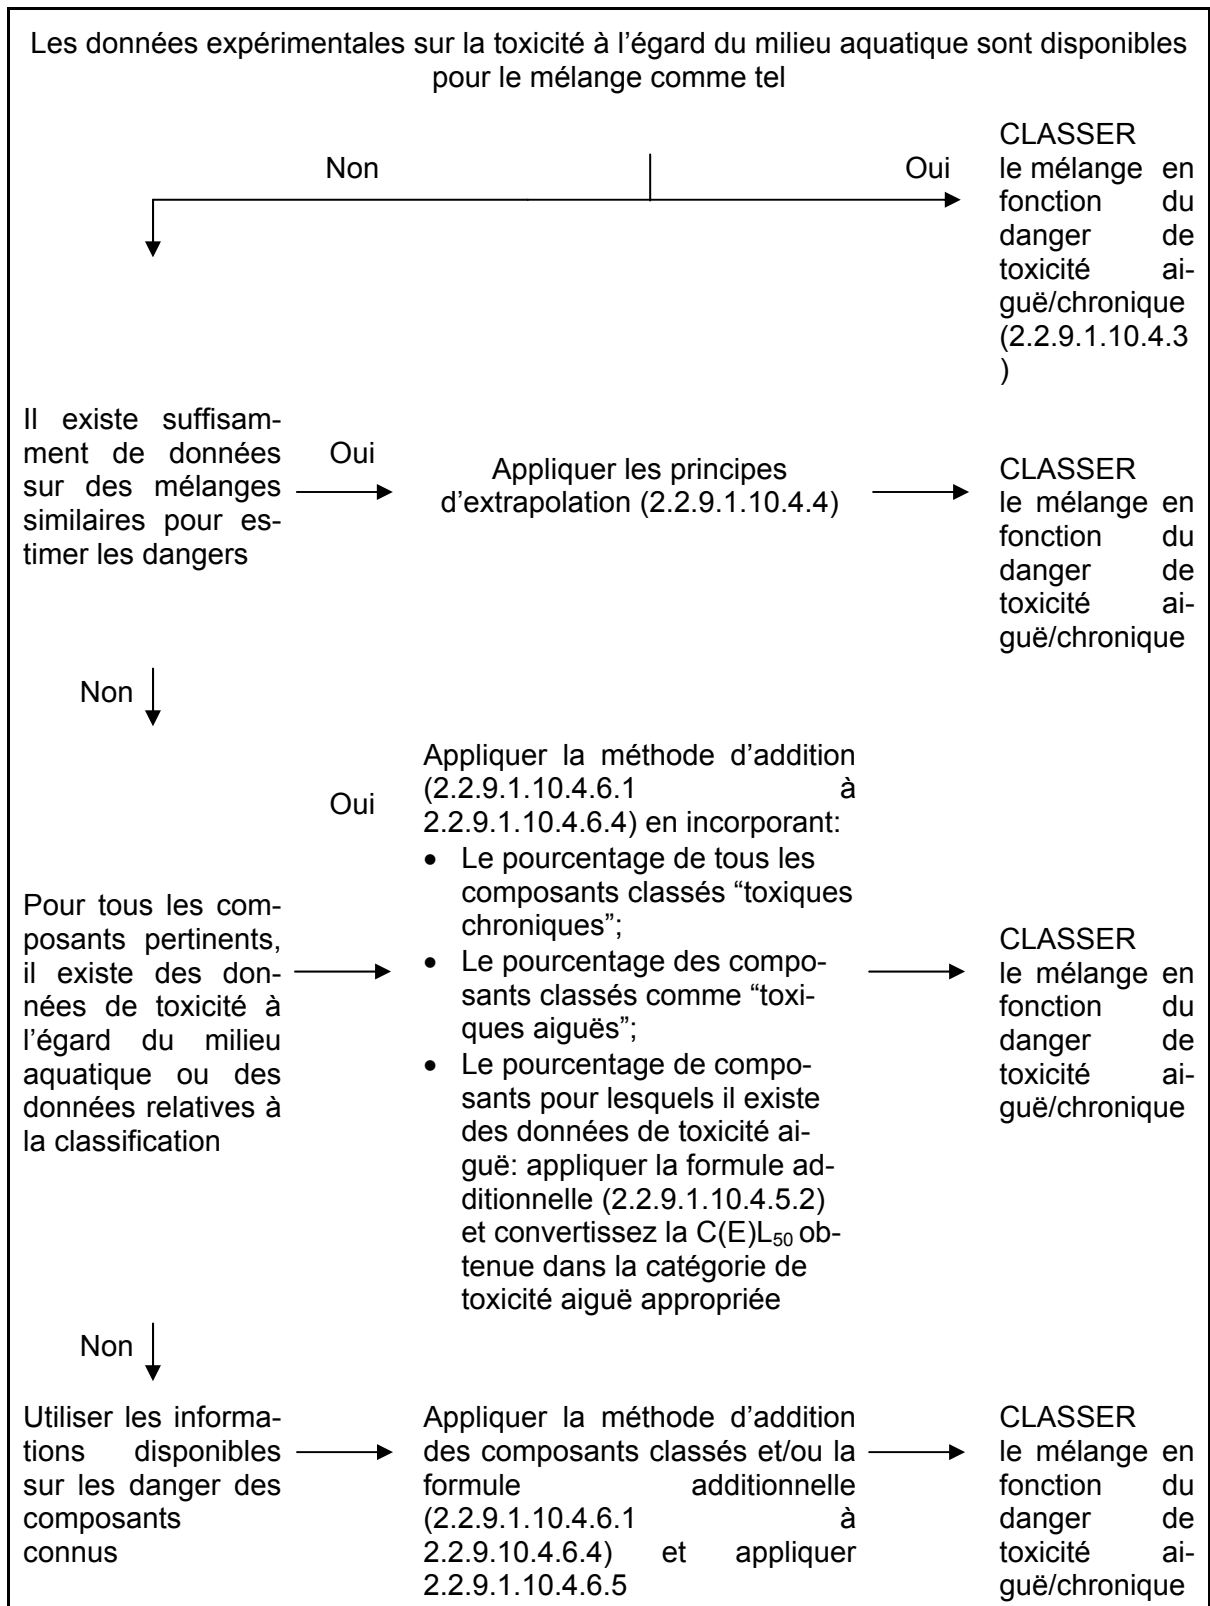 Les données expérimentales sur la toxicité à l'égard du milieu aquatique sont disponibles
pour le mélange comme tel
Non
Oui
CLASSER
le mélange en
fonction du
danger de
toxicité ai-
guë/chronique
(2.2.9.1.10.4.3
)
Il existe suffisam-
ment de données
sur des mélanges
similaires pour es-
timer les dangers
Oui
Appliquer les principes
d'extrapolation (2.2.9.1.10.4.4)
CLASSER
le mélange en
fonction du
danger de
toxicité ai-
guë/chronique
Non
Pour tous les com-
posants pertinents,
il existe des don-
nées de toxicité à
l'égard du milieu
aquatique ou des
données relatives à
la classification
Oui
Appliquer la méthode d'addition
(2.2.9.1.10.4.6.1 à
2.2.9.1.10.4.6.4) en incorporant:
• Le pourcentage de tous les
composants classés “toxiques
chroniques”;
• Le pourcentage des compo-
sants classés comme “toxi-
ques aiguës”;
• Le pourcentage de compo-
sants pour lesquels il existe
des données de toxicité ai-
guë: appliquer la formule ad-
ditionnelle (2.2.9.1.10.4.5.2)
et convertissez la C(E)L₅₀ ob-
tenue dans la catégorie de
toxicité aiguë appropriée
CLASSER
le mélange en
fonction du
danger de
toxicité ai-
guë/chronique
Non
Utiliser les informa-
tions disponibles
sur les danger des
composants
connus
Appliquer la méthode d'addition
des composants classés et/ou la
formule additionnelle
(2.2.9.1.10.4.6.1 à
2.2.9.10.4.6.4) et appliquer
2.2.9.1.10.4.6.5
CLASSER
le mélange en
fonction du
danger de
toxicité ai-
guë/chronique